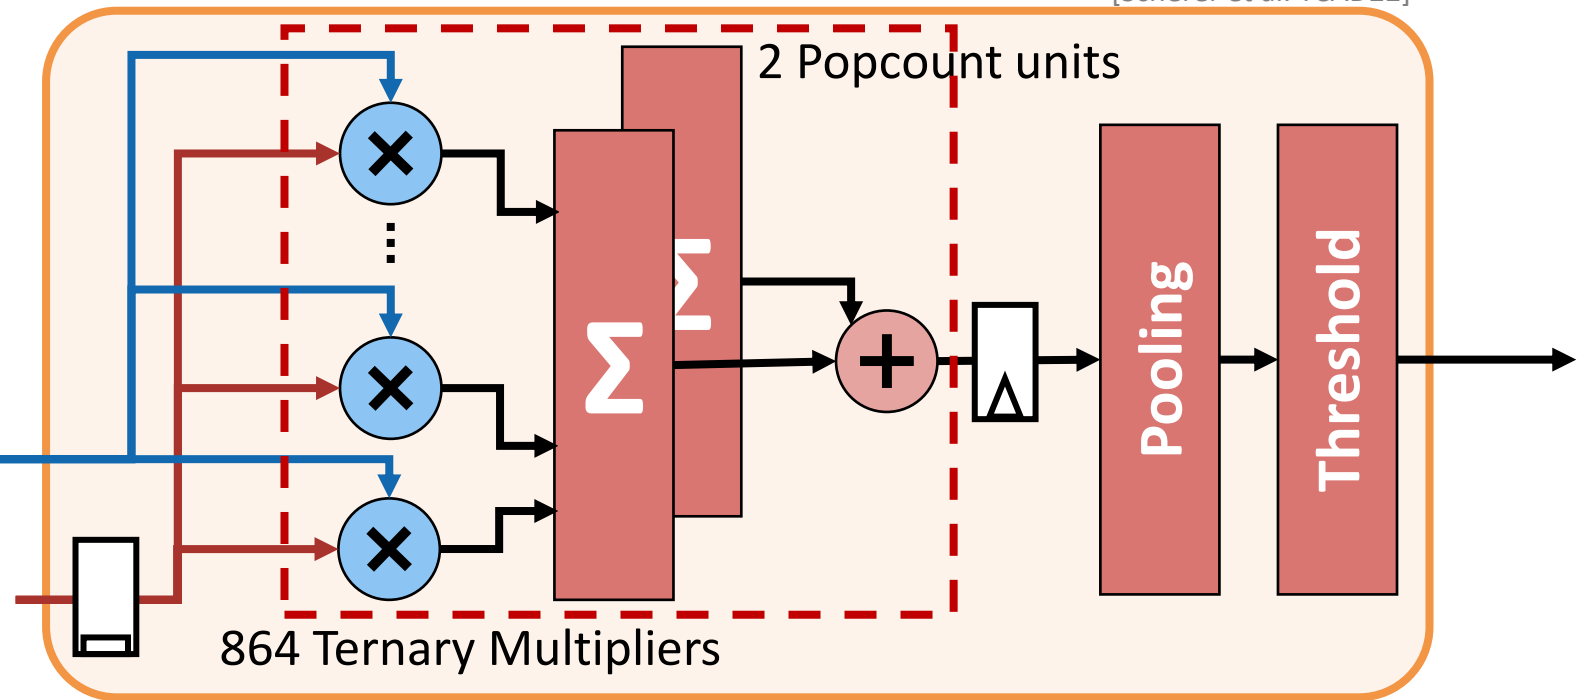 2 Popcount units
Σ
Σ
Pooling
Threshold
864 Ternary Multipliers